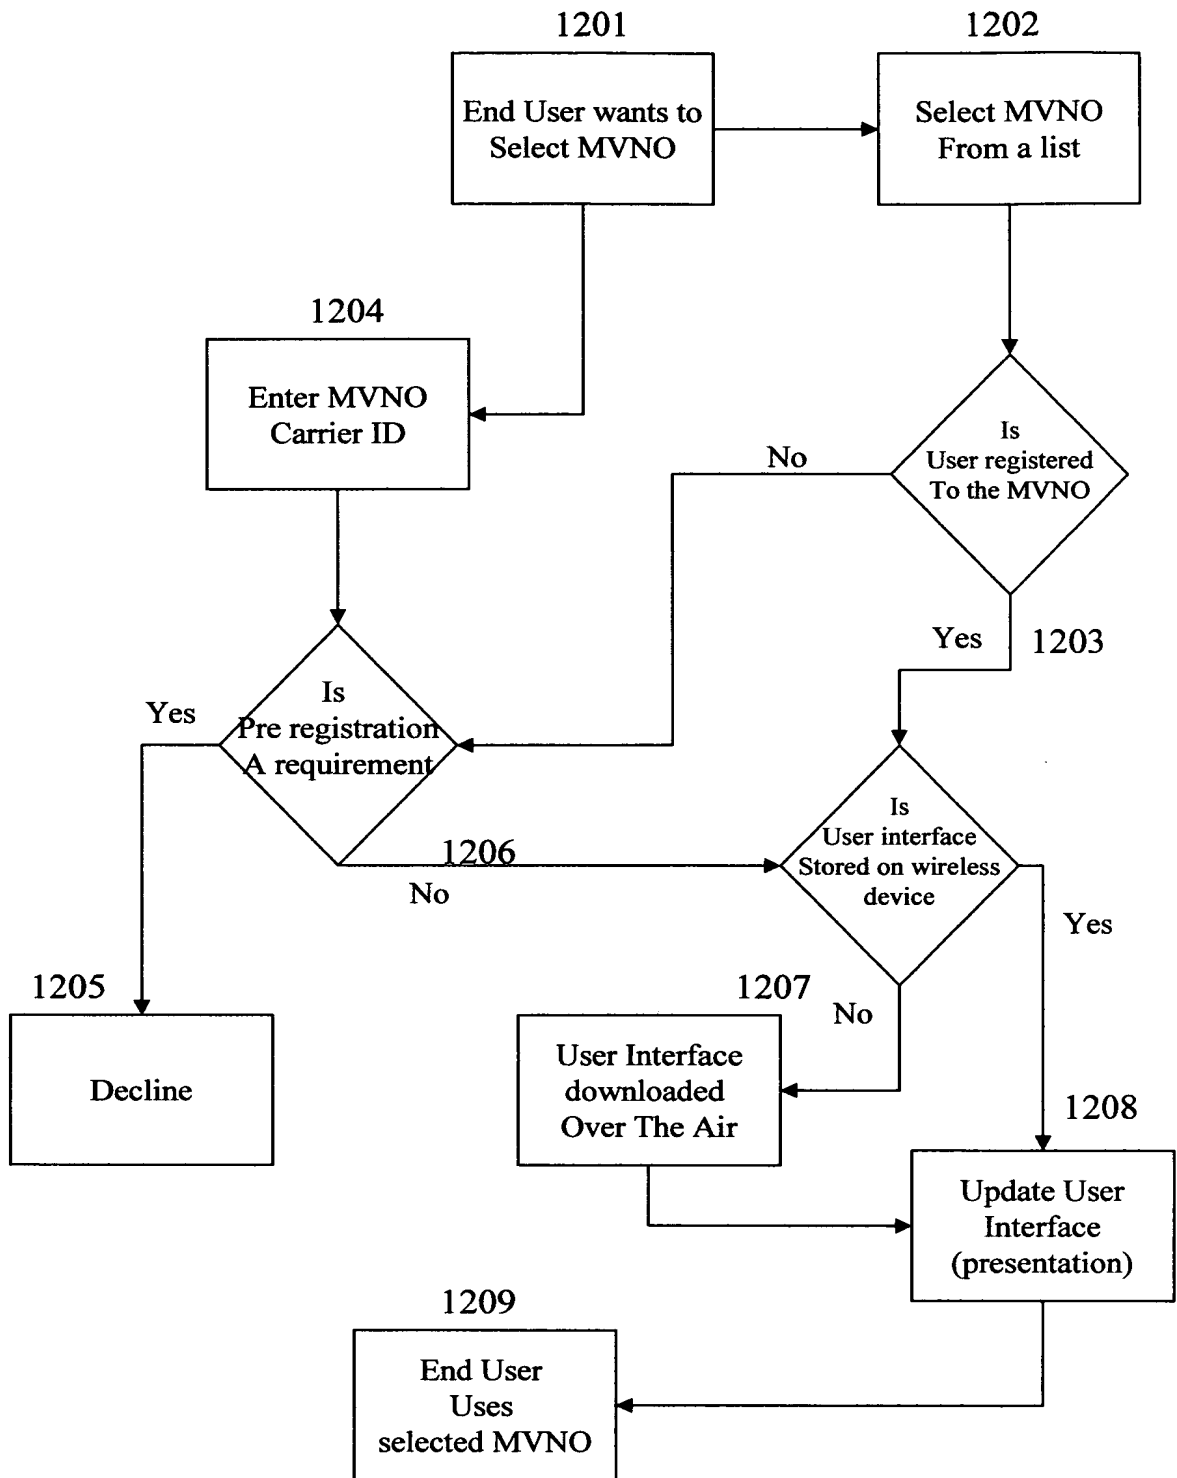 1201
1202
End User wants to
Select MVNO
Select MVNO
From a list
1204
Enter MVNO
Carrier ID
Is
User registered
To the MVNO
No
Yes
1203
Is
Pre registration
A requirement
Yes
1206
No
Is
User interface
Stored on wireless
device
Yes
1205
Decline
1207
No
User Interface
downloaded
Over The Air
1208
Update User
Interface
(presentation)
1209
End User
Uses
selected MVNO